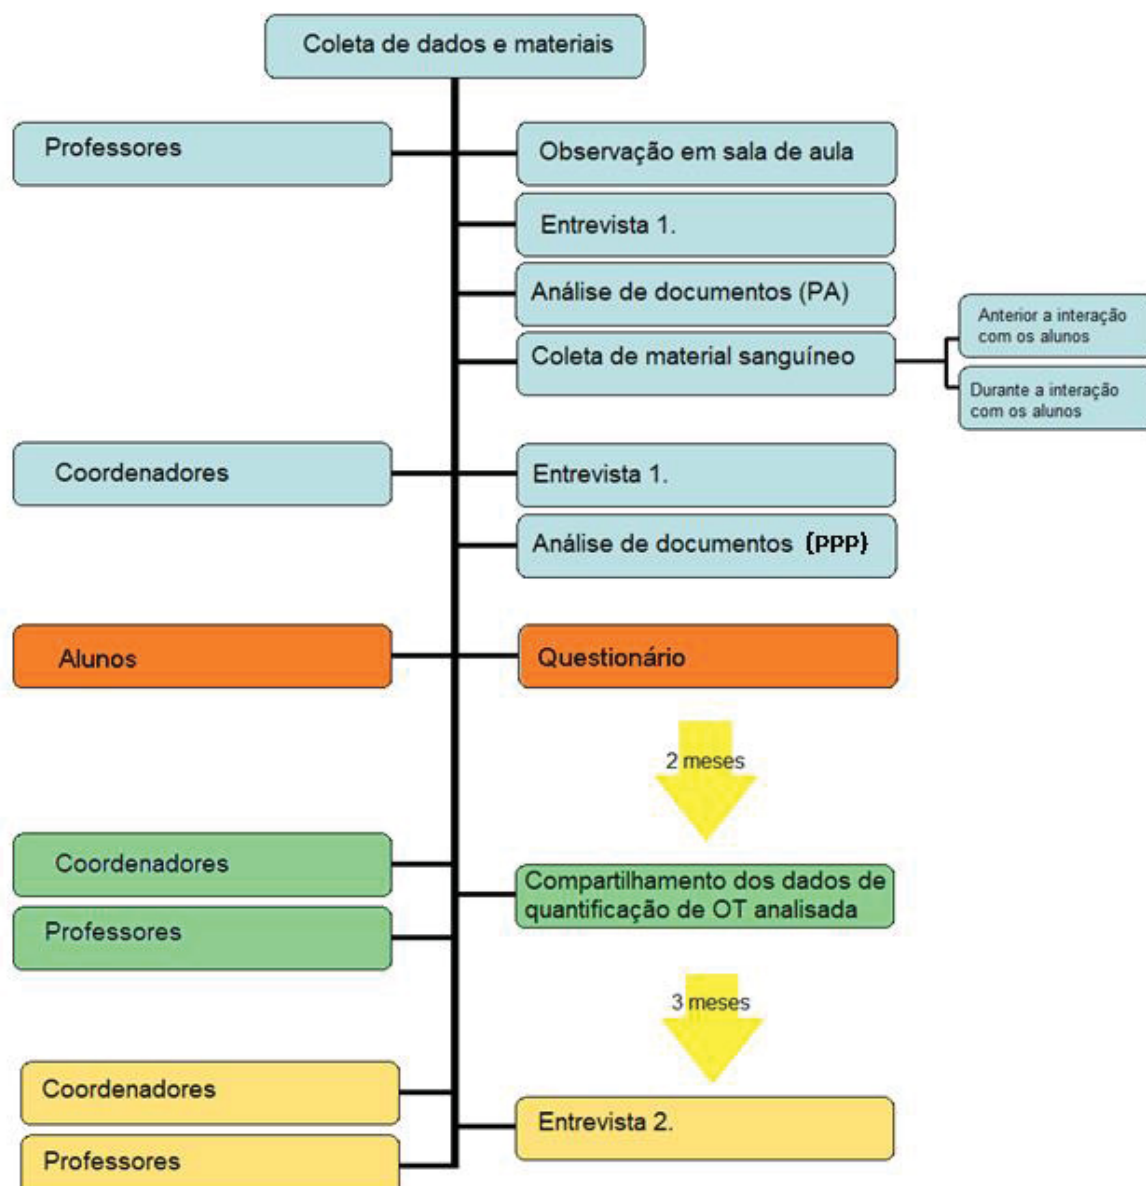 Coleta de dados e materiais
Professores
Observação em sala de aula
Entrevista 1.
Análise de documentos (PA)
Coleta de material sanguíneo
Anterior a interação
com os alunos
Durante a interação
com os alunos
Coordenadores
Entrevista 1.
Análise de documentos (PPP)
Alunos
Questionário
2 meses
Coordenadores
Professores
Compartilhamento dos dados de
quantificação de OT analisada
3 meses
Coordenadores
Professores
Entrevista 2.